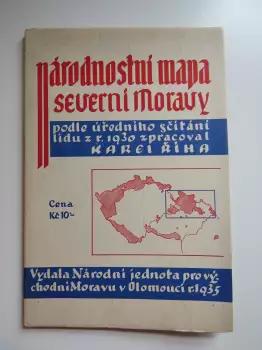 Národnostní mapa
severní Moravy
podle úředního sčítání
lidu z r. 1930 zpracoval
KAREL ŘÍHA
Cena
Kč 10~
Vydala Národní jednota pro vý-
chodní Moravu v Olomouci r. 1935